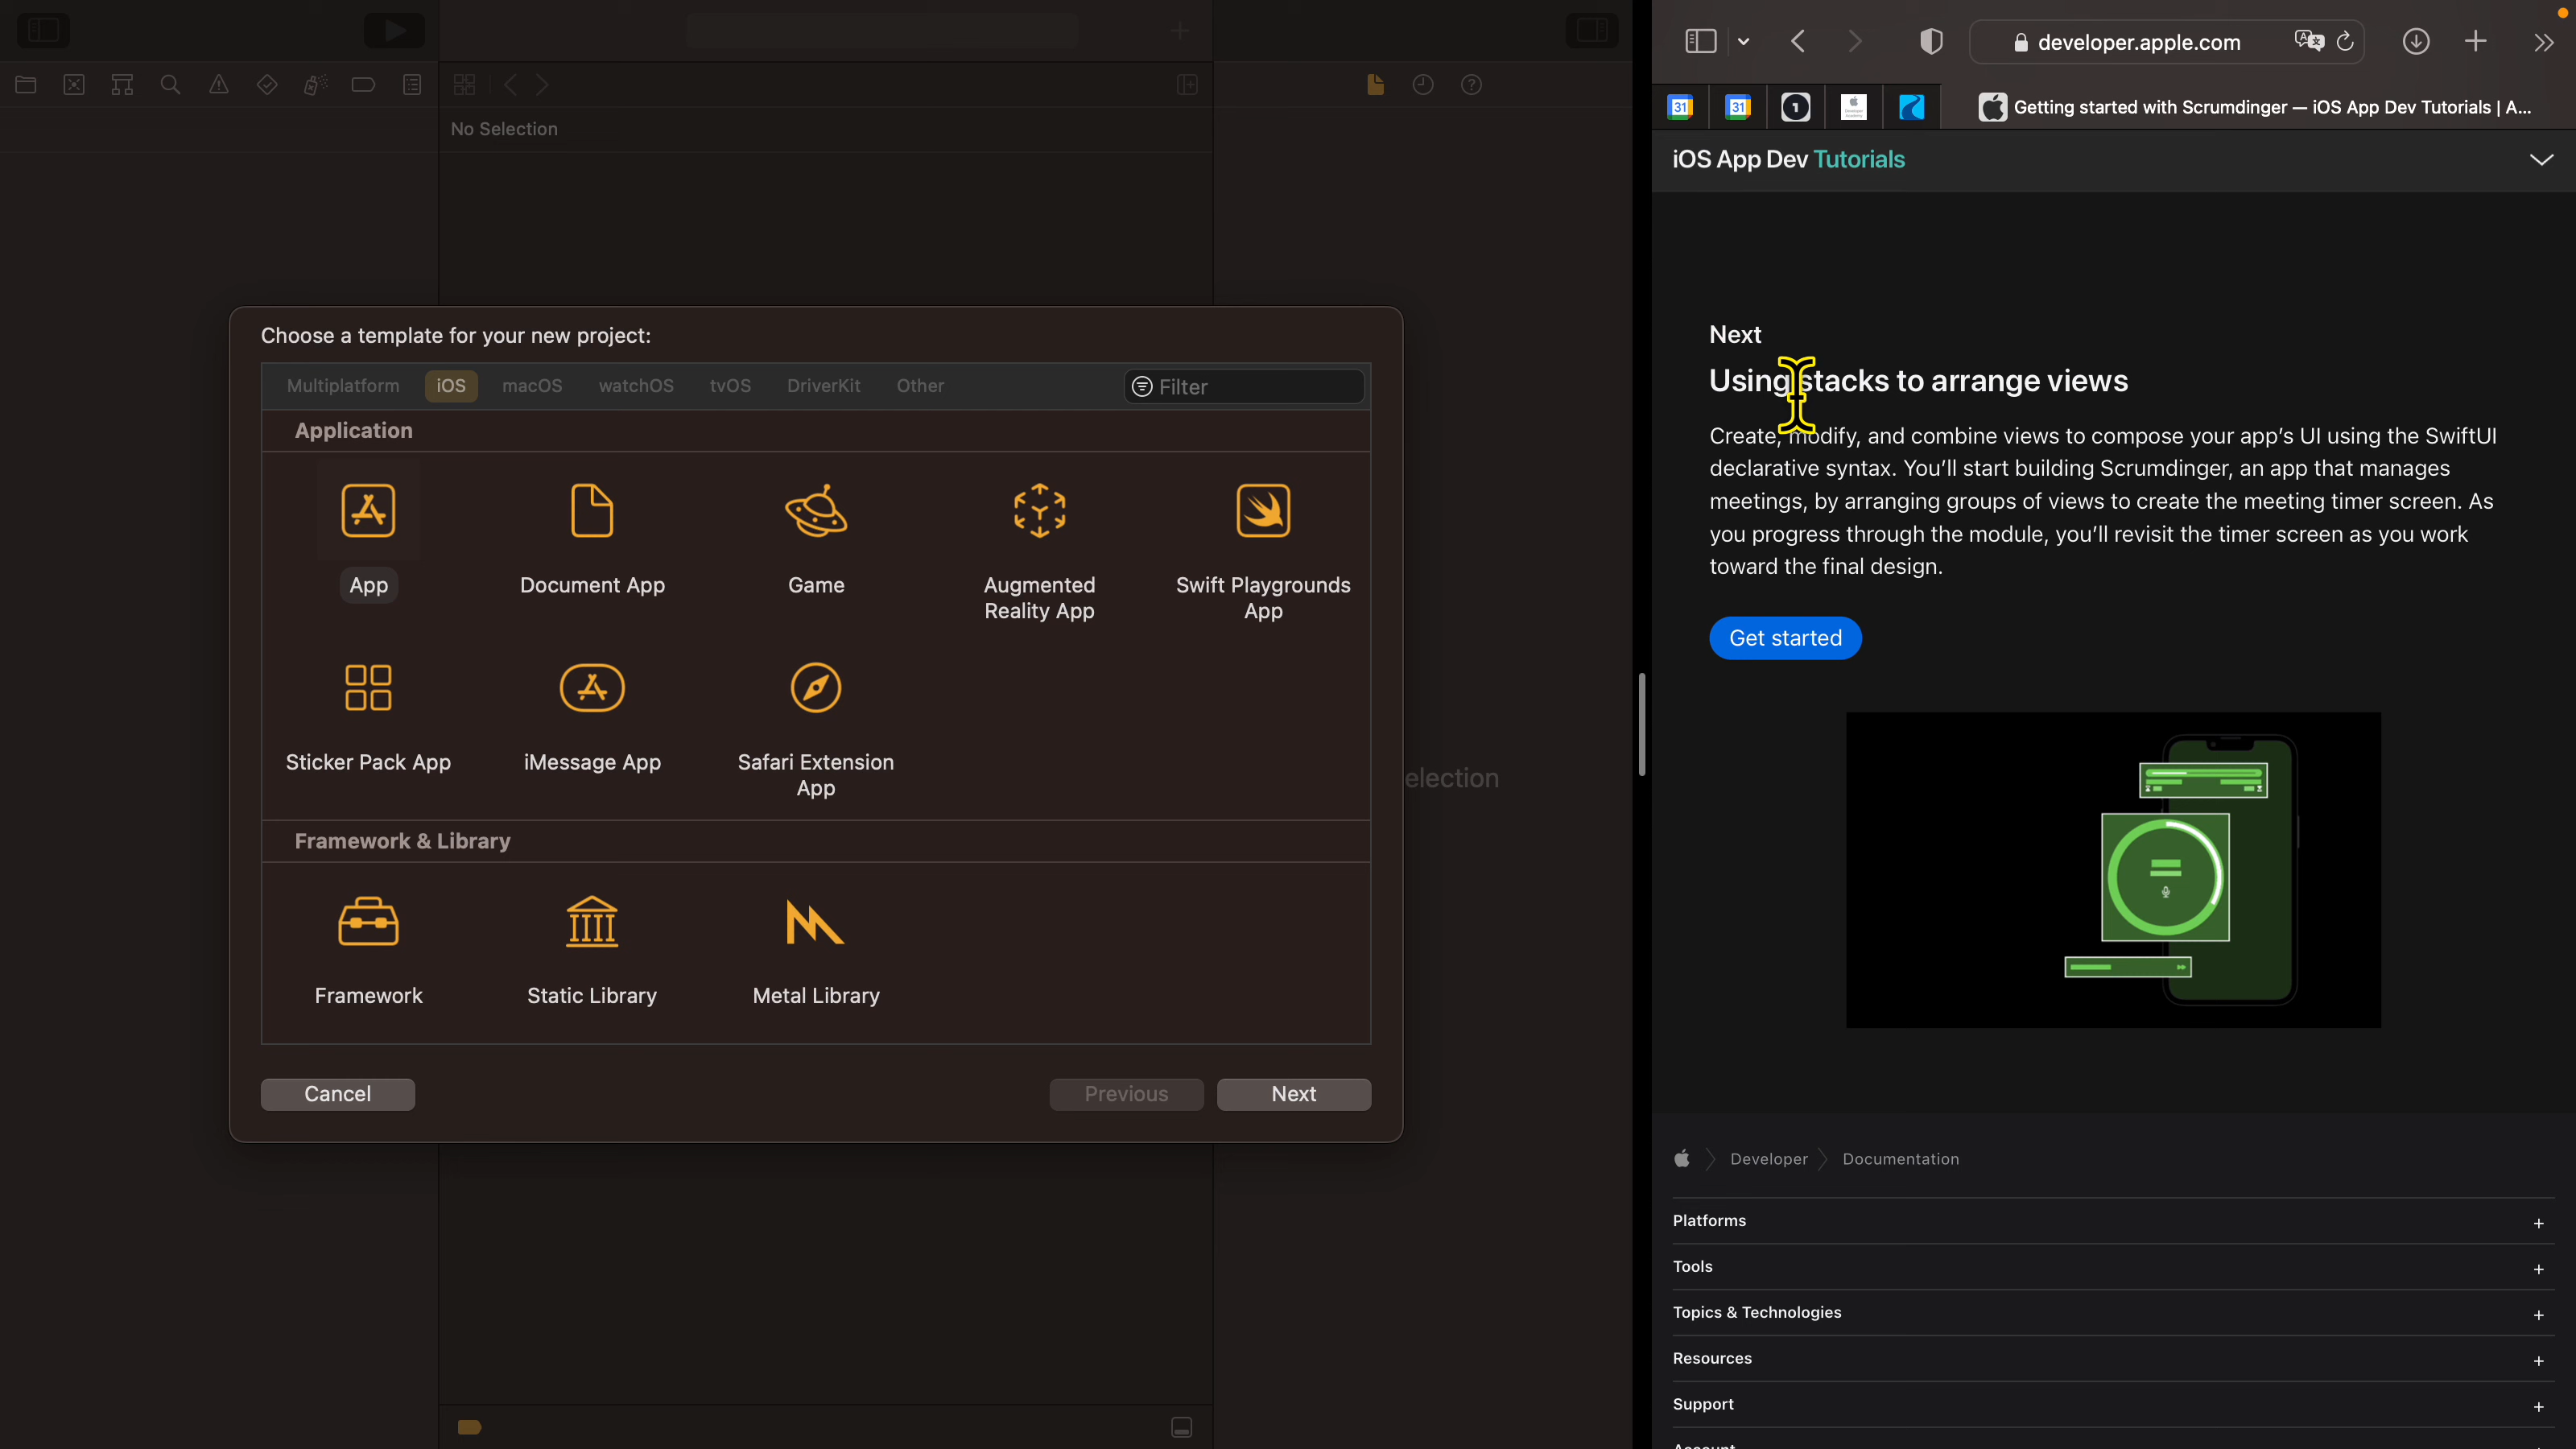 No Selection
Choose a template for your new project:
Multiplatform
iOS
macOS
watchOS
tvOS
DriverKit
Other
Filter
Application
App
Document App
Game
Augmented
Reality App
Swift Playgrounds
App
Sticker Pack App
iMessage App
Safari Extension
App
Framework & Library
Framework
Static Library
Metal Library
Cancel
Previous
Next
election
developer.apple.com
31
31
1
Getting started with Scrumdinger — iOS App Dev Tutorials | A...
iOS App Dev Tutorials
Next
Using stacks to arrange views
Create, modify, and combine views to compose your app's UI using the SwiftUI
declarative syntax. You'll start building Scrumdinger, an app that manages
meetings, by arranging groups of views to create the meeting timer screen. As
you progress through the module, you'll revisit the timer screen as you work
toward the final design.
Get started
Developer
Documentation
Platforms
Tools
Topics & Technologies
Resources
Support
Account